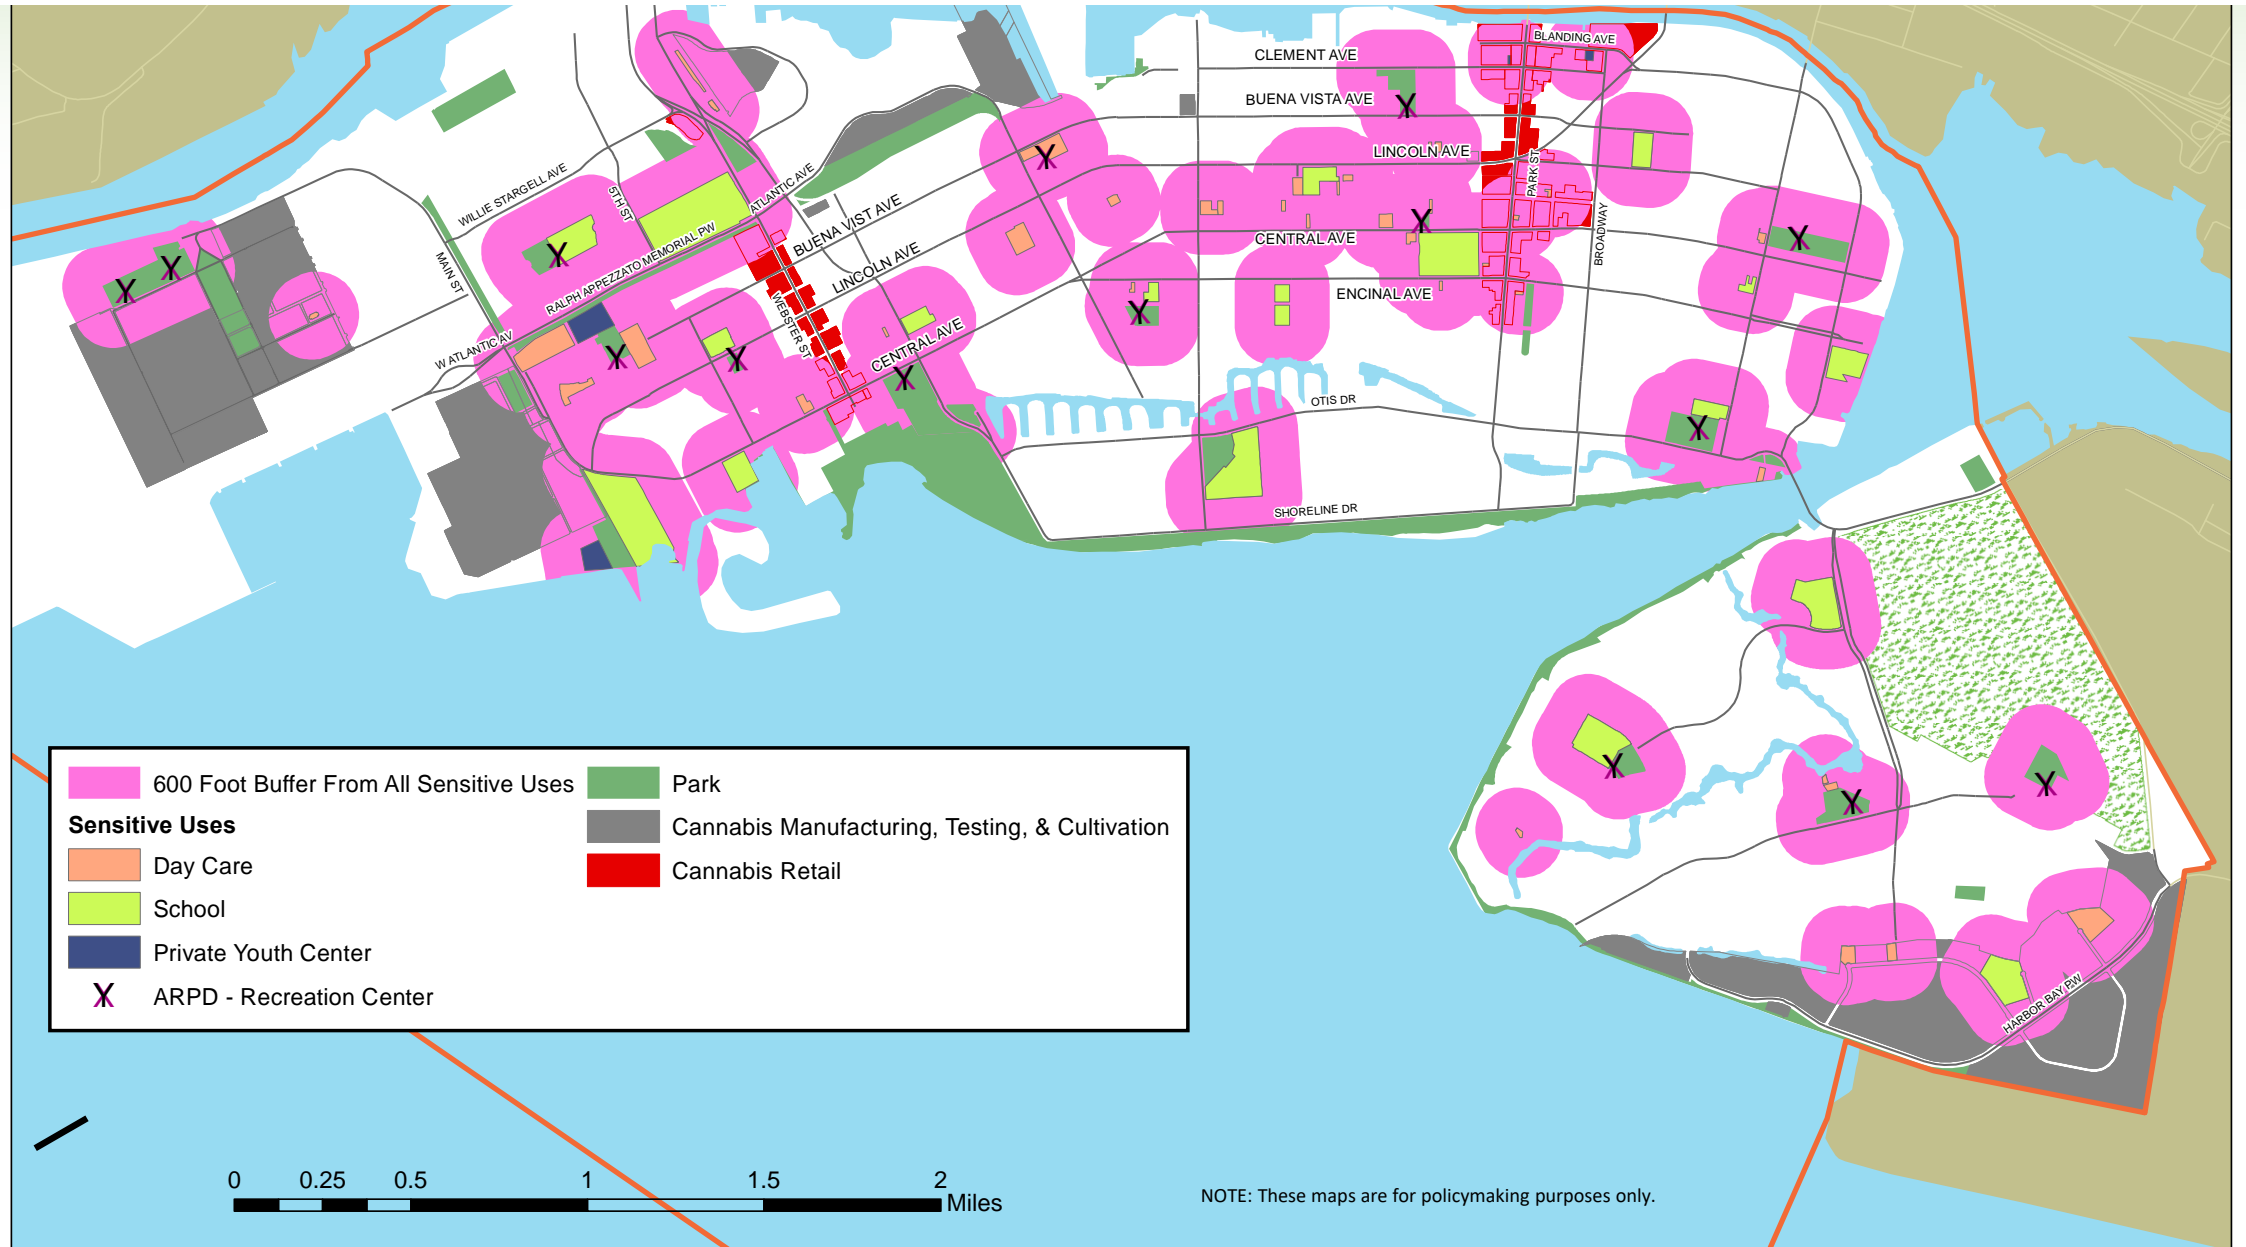 BLANDING AVE
CLEMENT AVE
BUENA VISTA AVE
LINCOLN AVE
PARK ST
WILLIE STARGELL AVE
5TH ST
ATLANTIC AVE
BUENA VIST AVE
LINCOLN AVE
RALPH APPEZZATO MEMORIAL PW
MAIN ST
CENTRAL AVE
BROADWAY
ENCINAL AVE
WEBSTER ST
W ATLANTIC AV
CENTRAL AVE
OTIS DR
SHORELINE DR
600 Foot Buffer From All Sensitive Uses
Sensitive Uses
Day Care
School
Private Youth Center
ARPD - Recreation Center
Park
Cannabis Manufacturing, Testing, & Cultivation
Cannabis Retail
HARBOR BAY PW
0 0.25 0.5 1 1.5 2
Miles
NOTE: These maps are for policymaking purposes only.